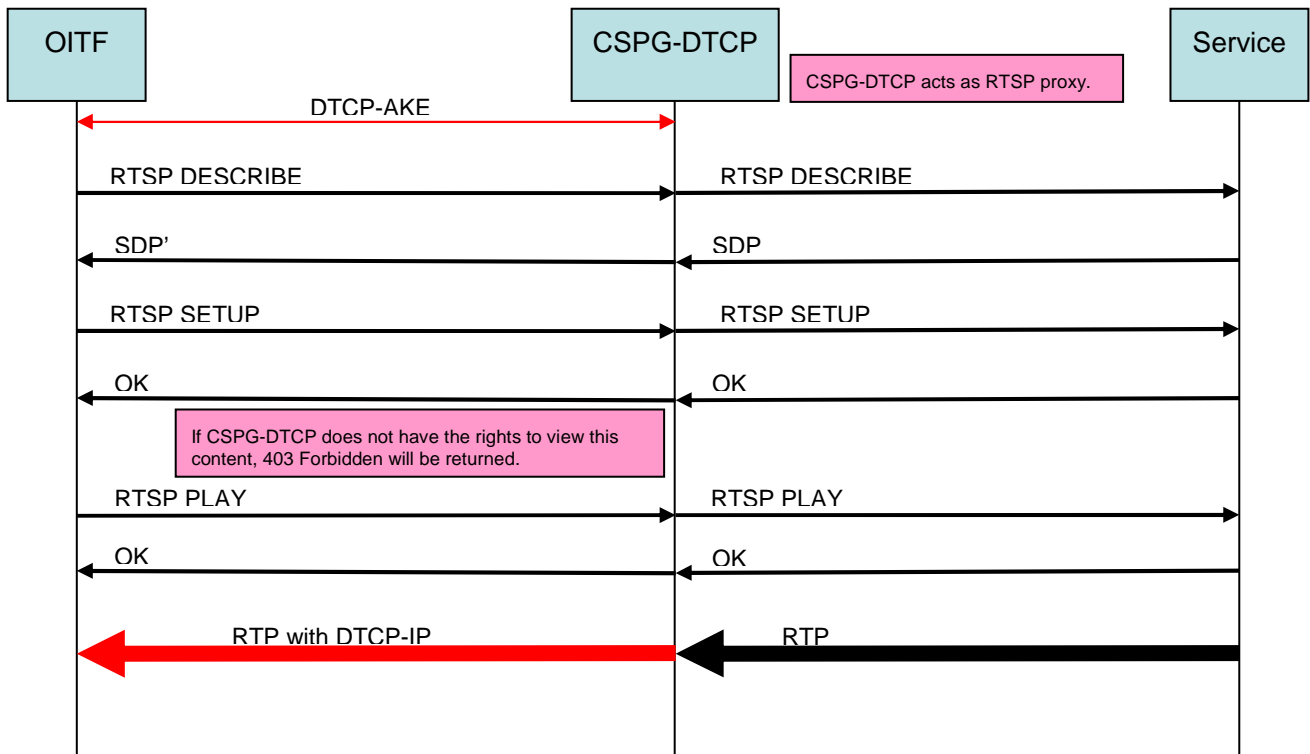 OITF
CSPG-DTCP
Service
CSPG-DTCP acts as RTSP proxy.
DTCP-AKE
RTSP DESCRIBE
RTSP DESCRIBE
SDP’
SDP
RTSP SETUP
RTSP SETUP
OK
OK
If CSPG-DTCP does not have the rights to view this
content, 403 Forbidden will be returned.
RTSP PLAY
RTSP PLAY
OK
OK
RTP with DTCP-IP
RTP